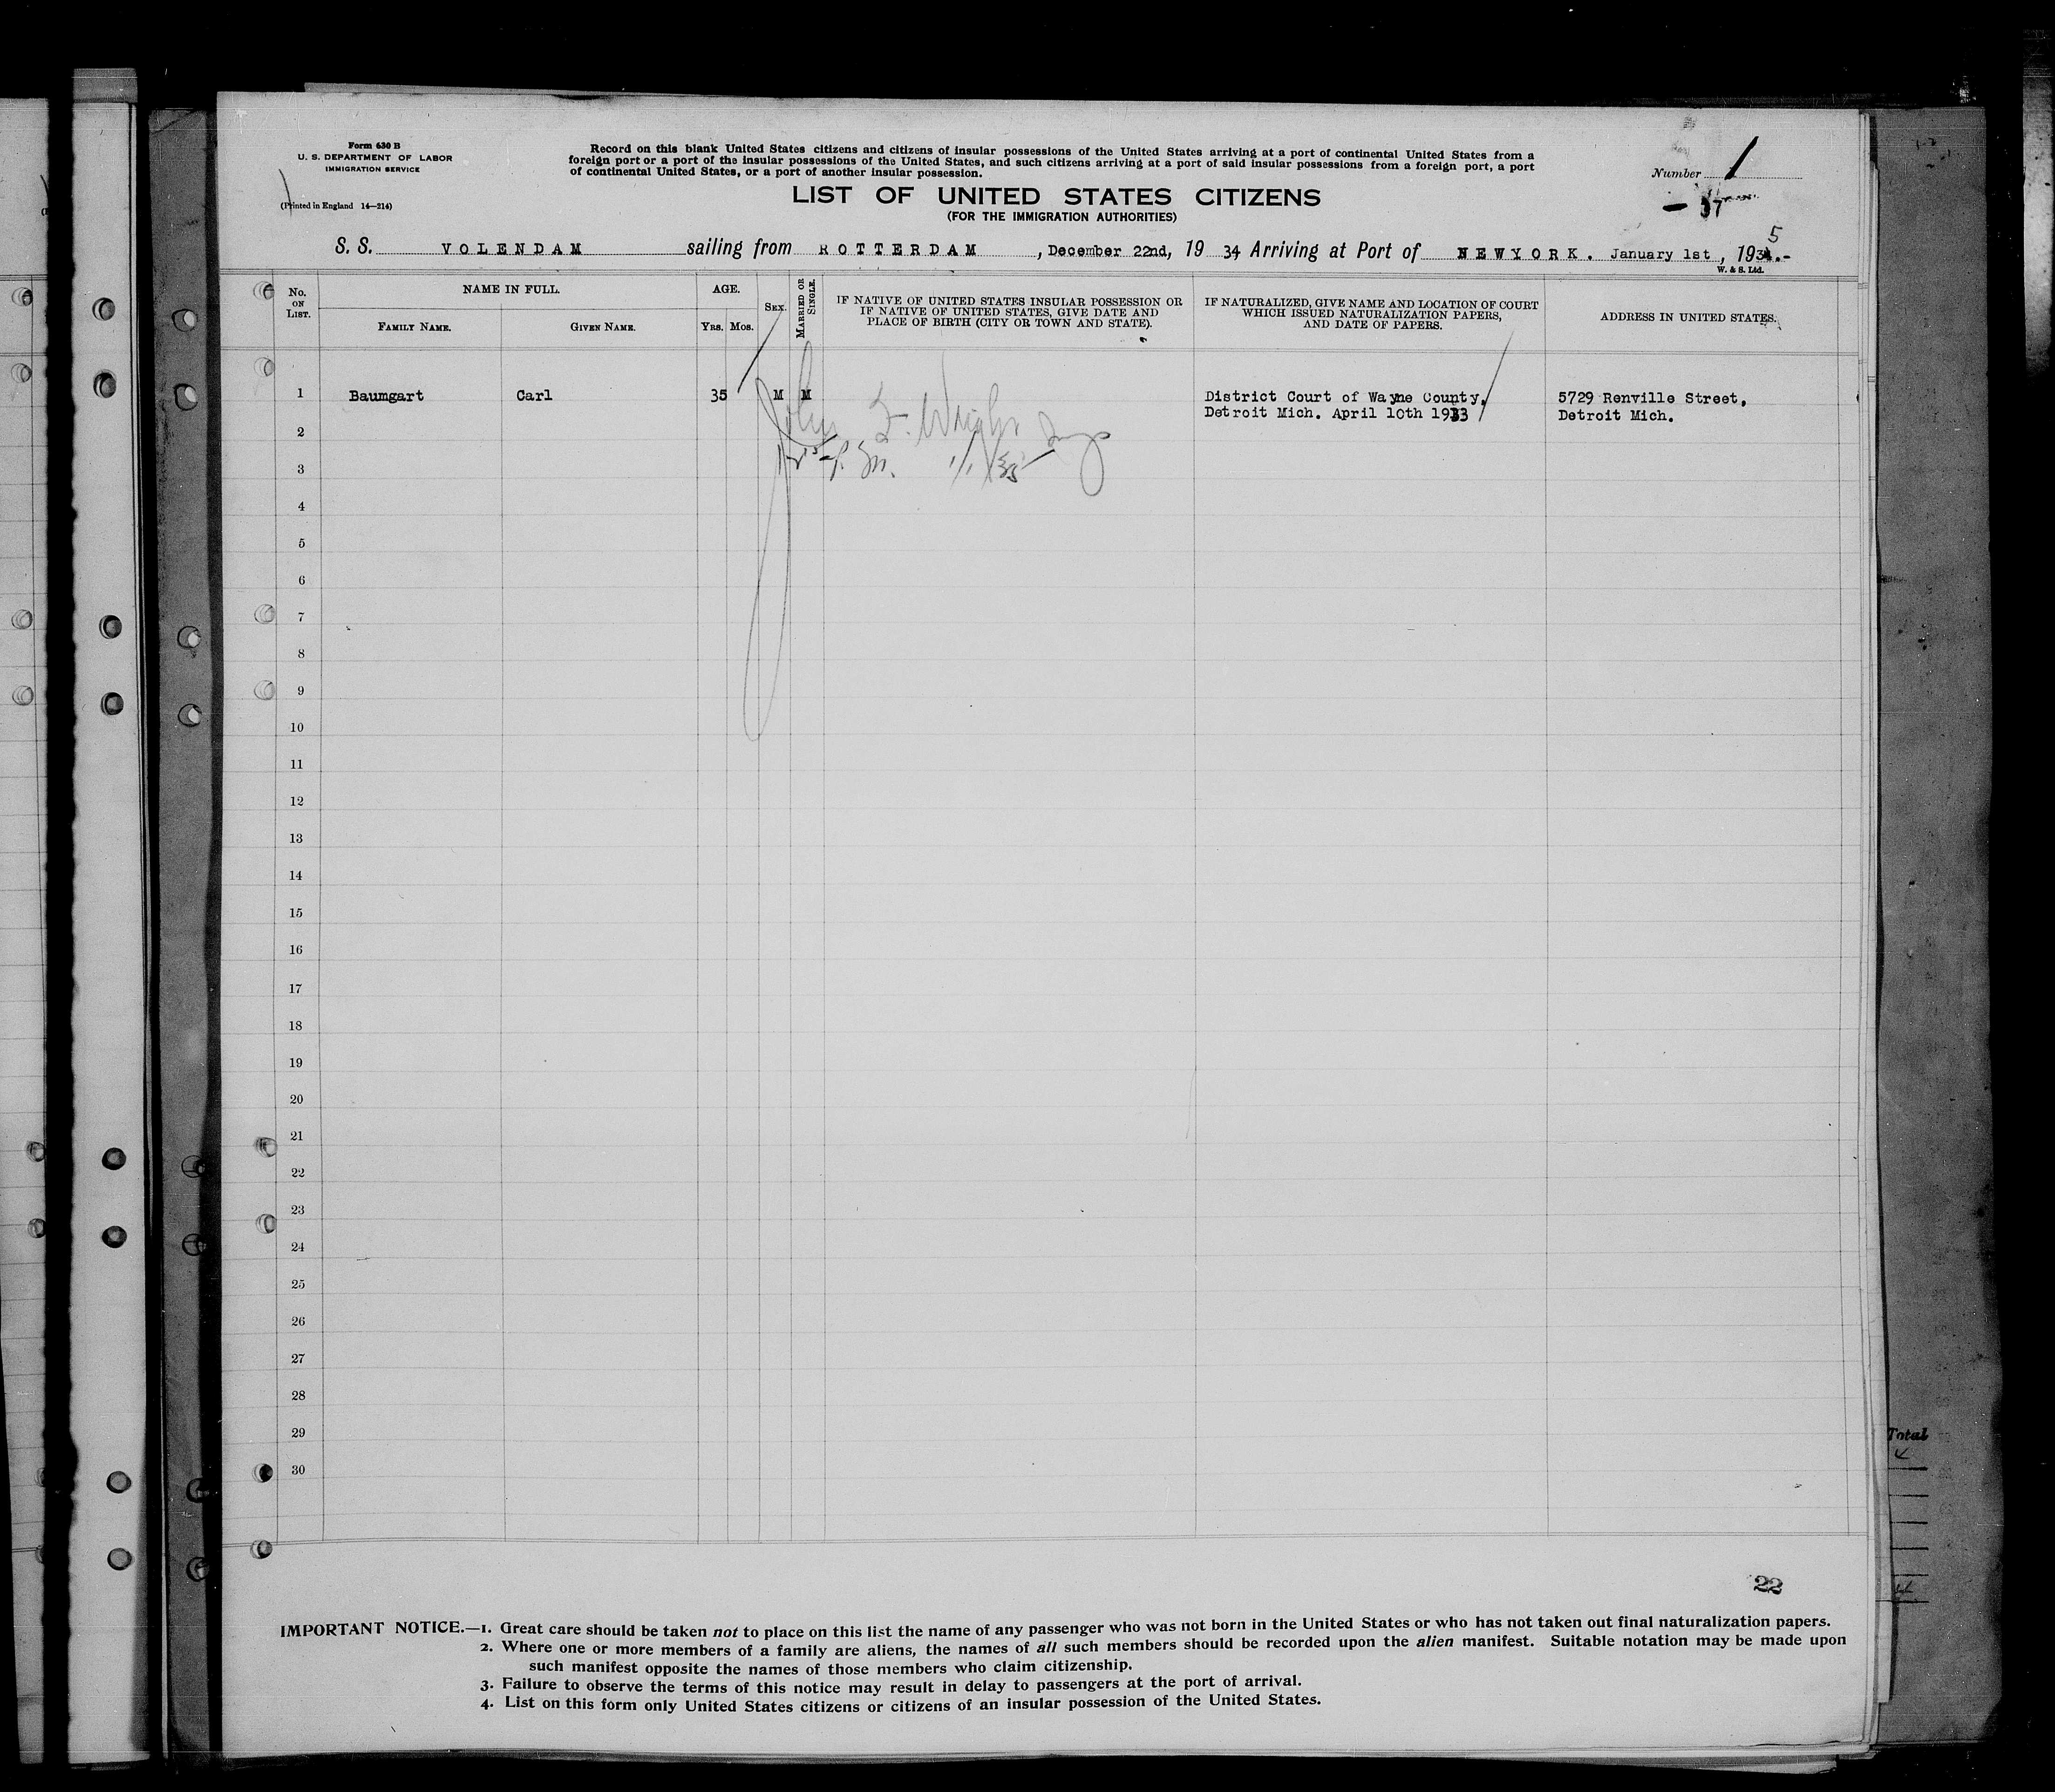 Form 630 B
U. S. DEPARTMENT OF LABOR
IMMIGRATION SERVICE
(Printed in England 14—214)
Record on this blank United States citizens and citizens of insular possessions of the United States arriving at a port of continental United States from a
foreign port or a port of the insular possessions of the United States, and such citizens arriving at a port of said insular possessions from a foreign port, a port
of continental United States, or a port of another insular possession.
Number 1
LIST OF UNITED STATES CITIZENS
(FOR THE IMMIGRATION AUTHORITIES)
S. S. VOLENDAM sailing from ROTTERDAM, December 22nd, 19 34 Arriving at Port of NEWYORK. January 1st, 1935.-
W. & S. Ltd.
No. ON LIST.
NAME IN FULL.
FAMILY NAME.
GIVEN NAME.
AGE.
YRS. MOS.
SEX.
MARRIED OR SINGLE.
IF NATIVE OF UNITED STATES INSULAR POSSESSION OR
IF NATIVE OF UNITED STATES, GIVE DATE AND
PLACE OF BIRTH (CITY OR TOWN AND STATE).
IF NATURALIZED, GIVE NAME AND LOCATION OF COURT
WHICH ISSUED NATURALIZATION PAPERS,
AND DATE OF PAPERS.
ADDRESS IN UNITED STATES.
1 Baumgart Carl 35 M M District Court of Wayne County, 5729 Renville Street,
Detroit Mich. April 10th 1933 Detroit Mich.
2
3
4
5
6
7
8
9
10
11
12
13
14
15
16
17
18
19
20
21
22
23
24
25
26
27
28
29
30
Total
22
IMPORTANT NOTICE.—1. Great care should be taken not to place on this list the name of any passenger who was not born in the United States or who has not taken out final naturalization papers.
2. Where one or more members of a family are aliens, the names of all such members should be recorded upon the alien manifest. Suitable notation may be made upon
such manifest opposite the names of those members who claim citizenship.
3. Failure to observe the terms of this notice may result in delay to passengers at the port of arrival.
4. List on this form only United States citizens or citizens of an insular possession of the United States.